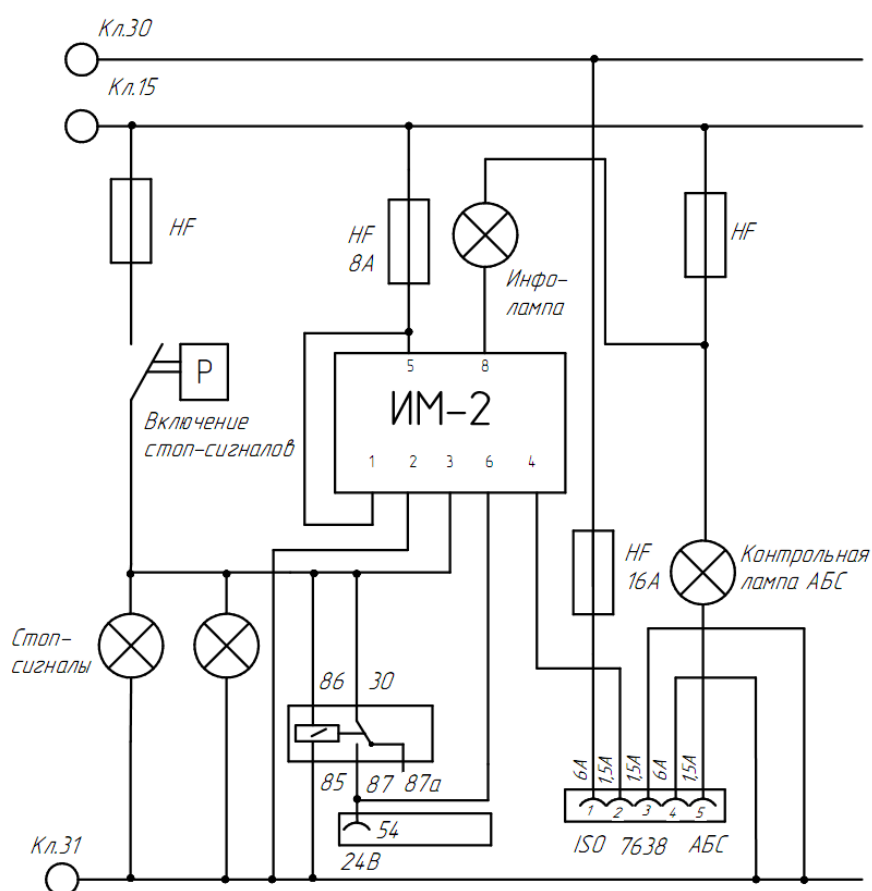 Кл.30
Кл.15
HF
HF
8А
Инфо-
лампа
HF
P
Включение
стоп-сигналов
5
8
ИМ-2
1
2
3
6
4
HF
16А
Контрольная
лампа АБС
Стоп-
сигналы
86
30
85
87
87а
54
24В
6А
1,5А
1,5А
6А
1,5А
1
2
3
4
5
ISO 7638 АБС
Кл.31